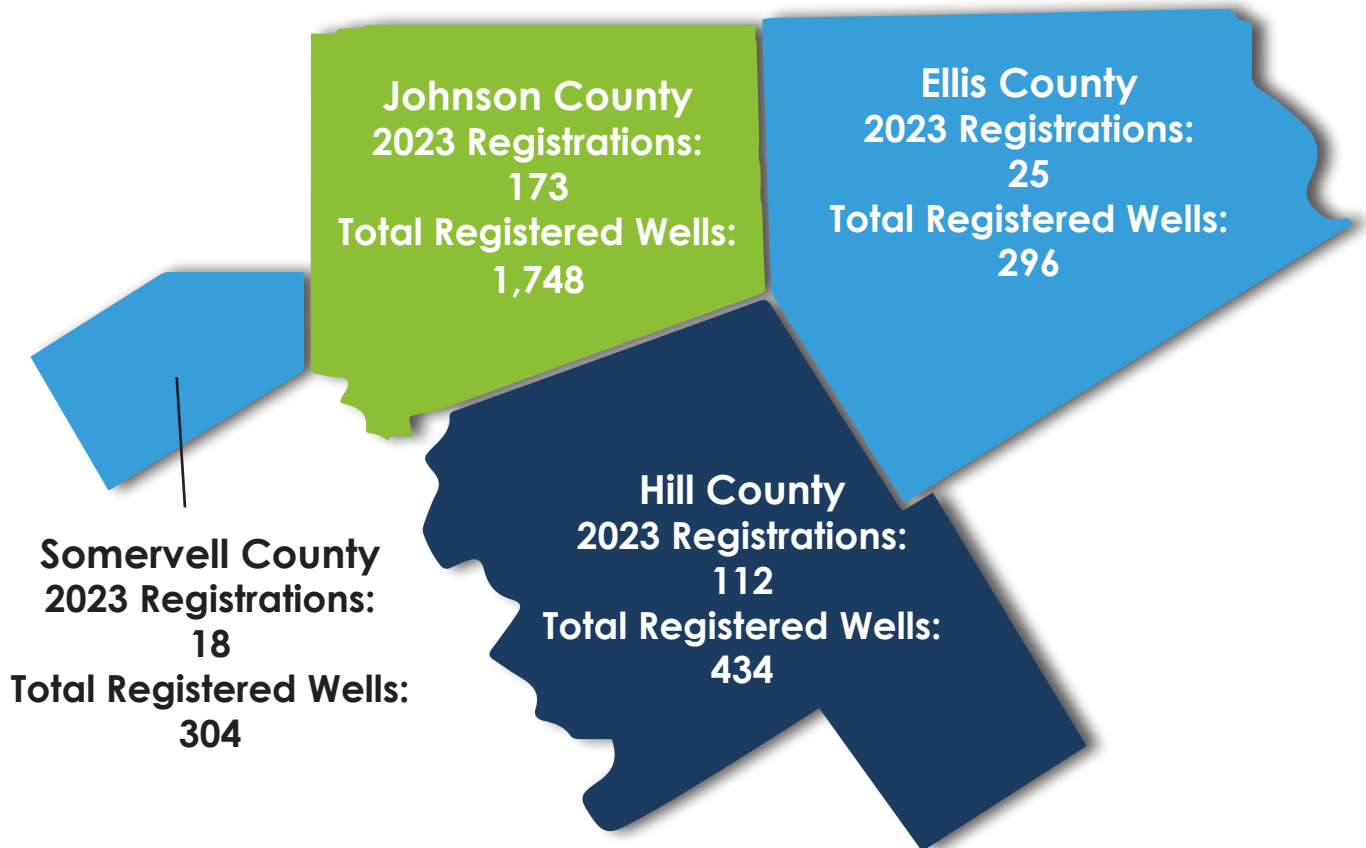 Johnson County
2023 Registrations:
173
Total Registered Wells:
1,748
Ellis County
2023 Registrations:
25
Total Registered Wells:
296
Hill County
2023 Registrations:
112
Total Registered Wells:
434
Somervell County
2023 Registrations:
18
Total Registered Wells:
304